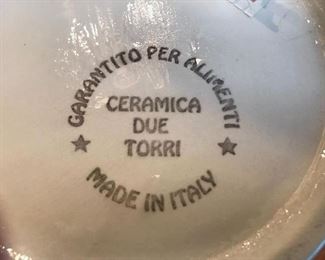 GARANTITO PER ALIMENTI
CERAMICA
DUE
TORRI
MADE IN ITALY